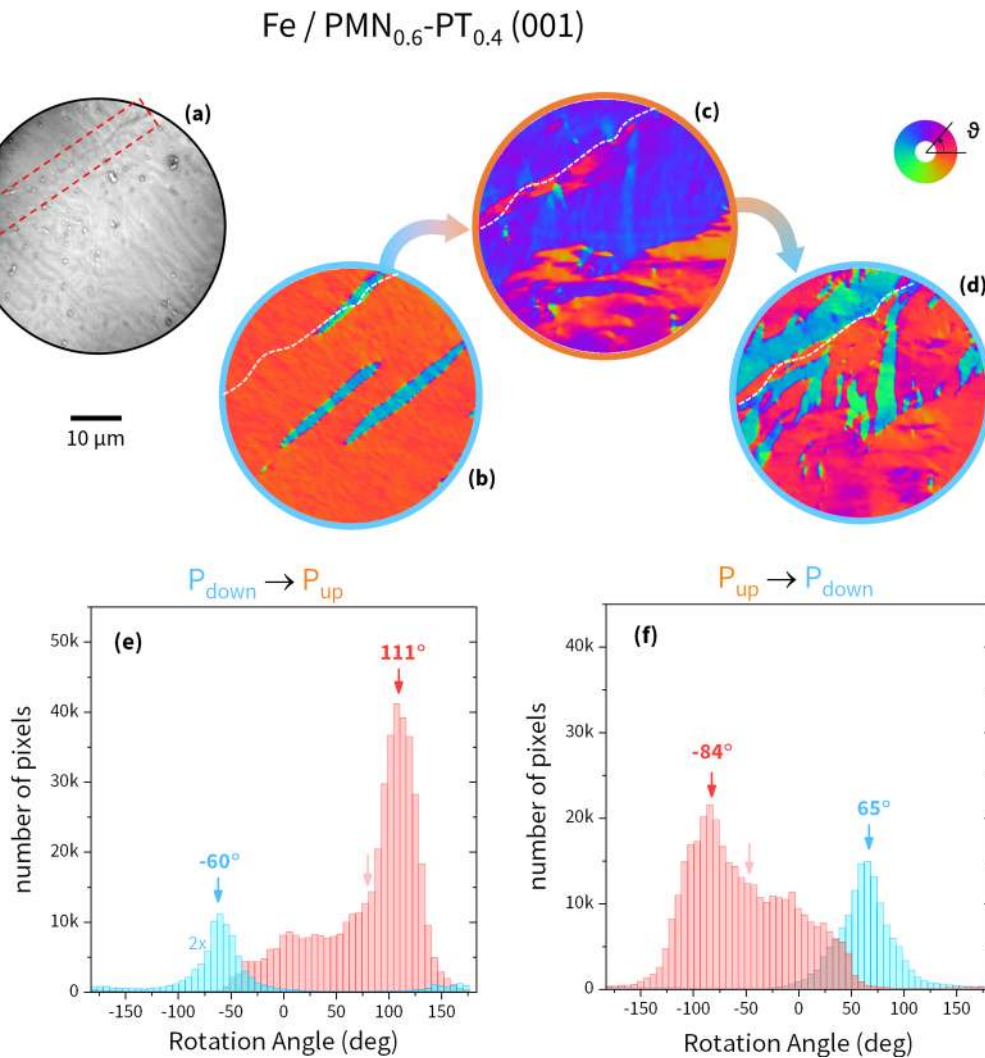 Fe / PMN0.6-PT0.4 (001)
(a)
(c)
ϑ
(d)
10 μm
(b)
Pdown → Pup
Pup → Pdown
(e)
(f)
50k
40k
30k
20k
10k
0
111°
-60°
2x
number of pixels
-150 -100 -50 0 50 100 150
Rotation Angle (deg)
40k
30k
20k
10k
0
-84°
65°
number of pixels
-150 -100 -50 0 50 100 150
Rotation Angle (deg)